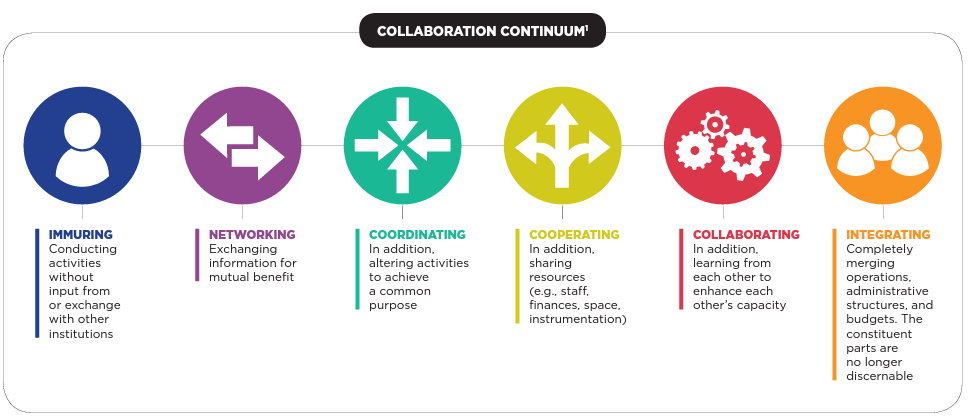 COLLABORATION CONTINUUM¹
IMMURING
Conducting
activities
without
input from
or exchange
with other
institutions
NETWORKING
Exchanging
information for
mutual benefit
COORDINATING
In addition,
altering activities
to achieve
a common
purpose
COOPERATING
In addition,
sharing
resources
(e.g., staff,
finances, space,
instrumentation)
COLLABORATING
In addition,
learning from
each other to
enhance each
other's capacity
INTEGRATING
Completely
merging
operations,
administrative
structures, and
budgets. The
constituent
parts are
no longer
discernable